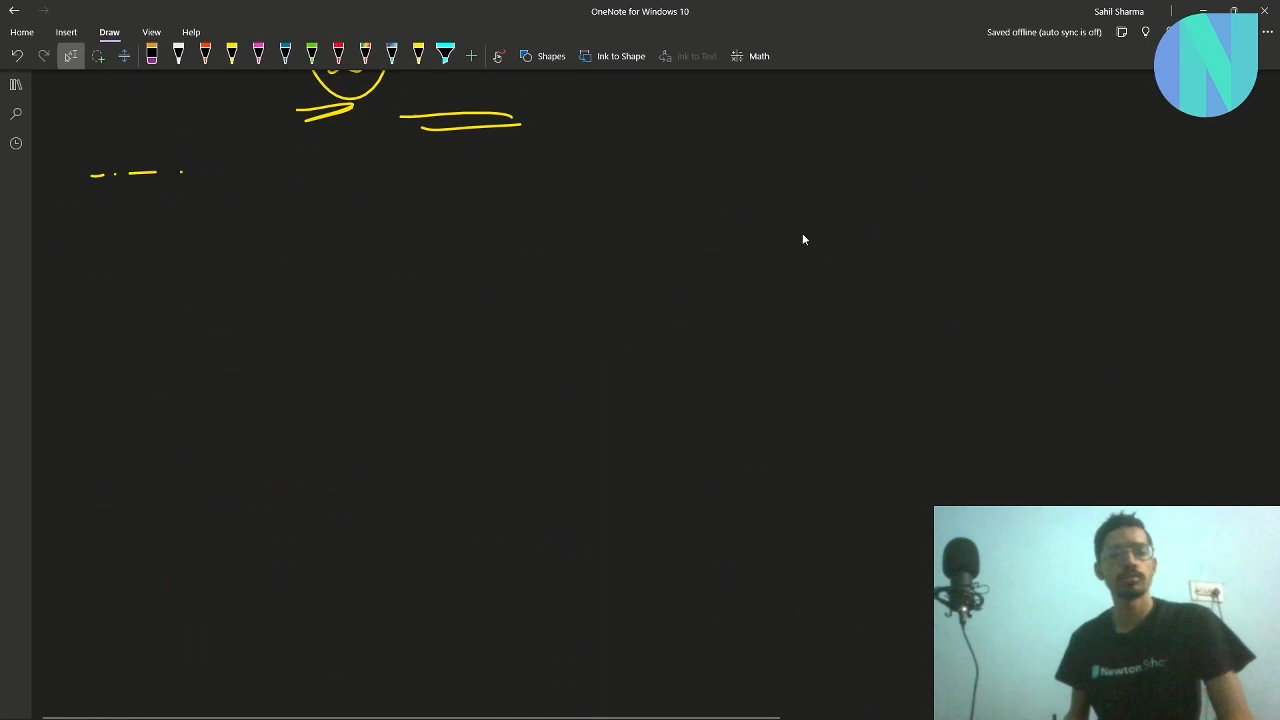 OneNote for Windows 10
Sahil Sharma
Home Insert Draw View Help
Saved offline (auto sync is off)
Shapes Ink to Shape Ink to Text Math
Newton